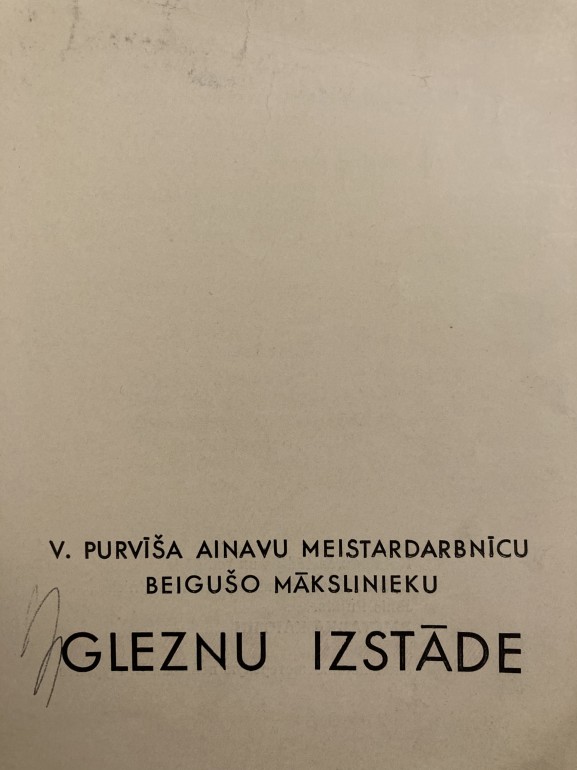 V. PURVĪŠA AINAVU MEISTARDARBNĪCU
BEIGUŠO MĀKSLINIEKU
GLEZNU IZSTĀDE